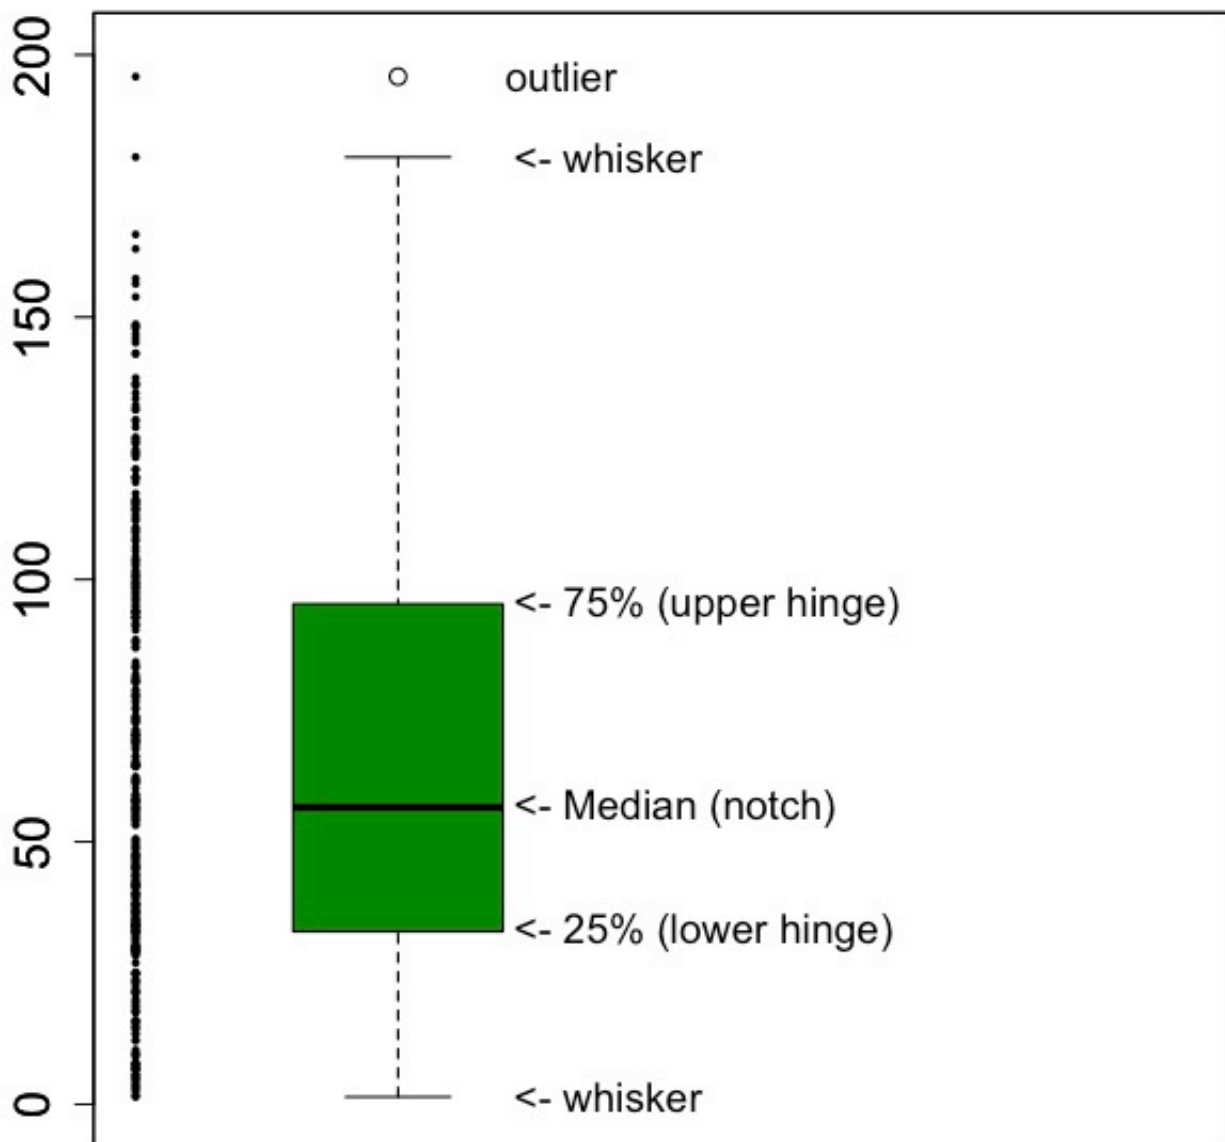 200
150
100
50
0
outlier
<- whisker
<- 75% (upper hinge)
<- Median (notch)
<- 25% (lower hinge)
<- whisker